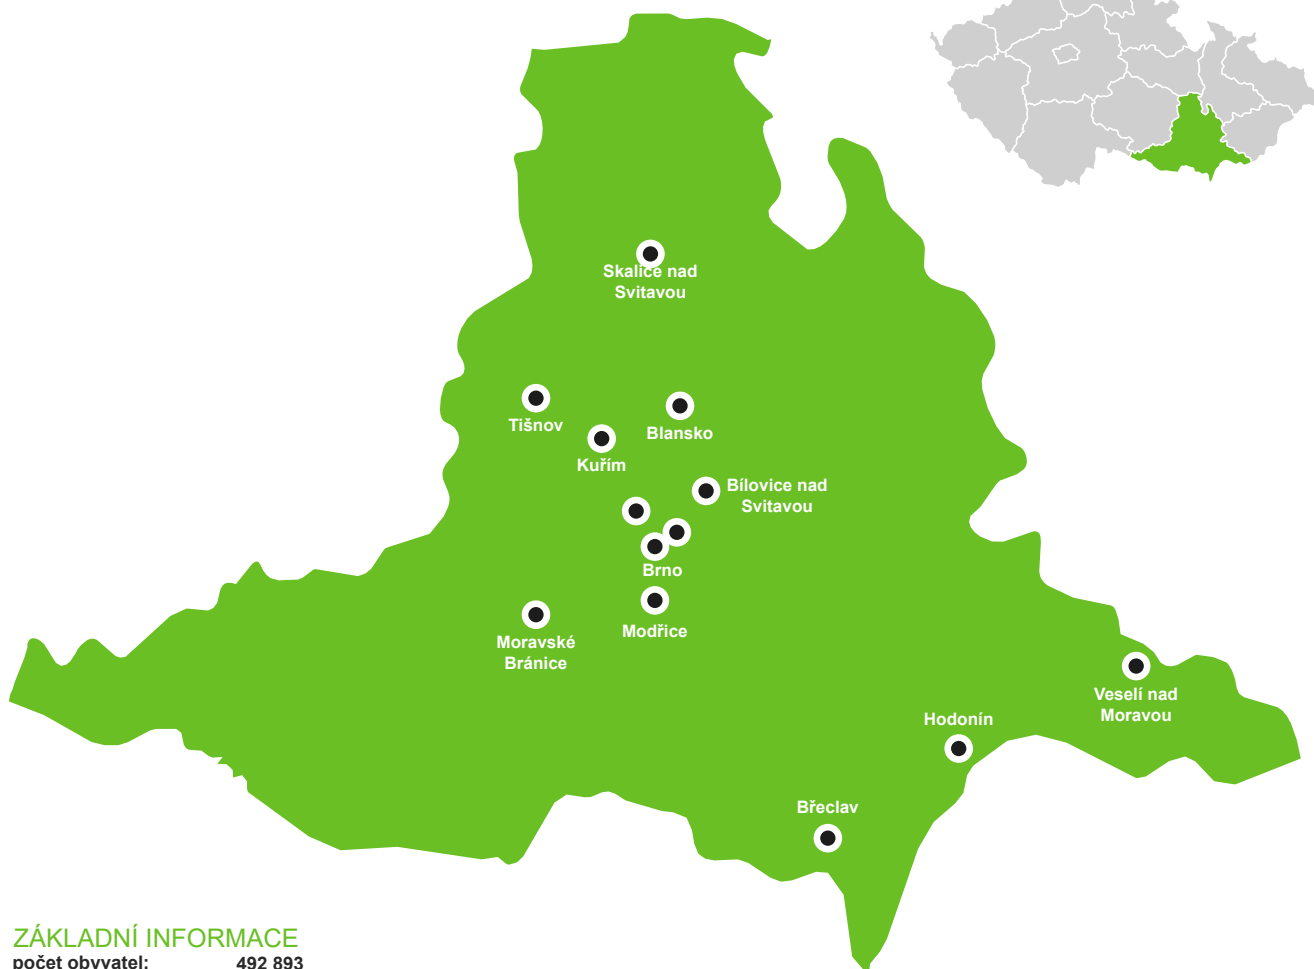 Skalice nad
Svitavou
Tišnov
Blansko
Kuřím
Bílovice nad
Svitavou
Brno
Modřice
Moravské
Bránice
Veselí nad
Moravou
Hodonín
Břeclav
ZÁKLADNÍ INFORMACE
počet obyvatel: 492 893